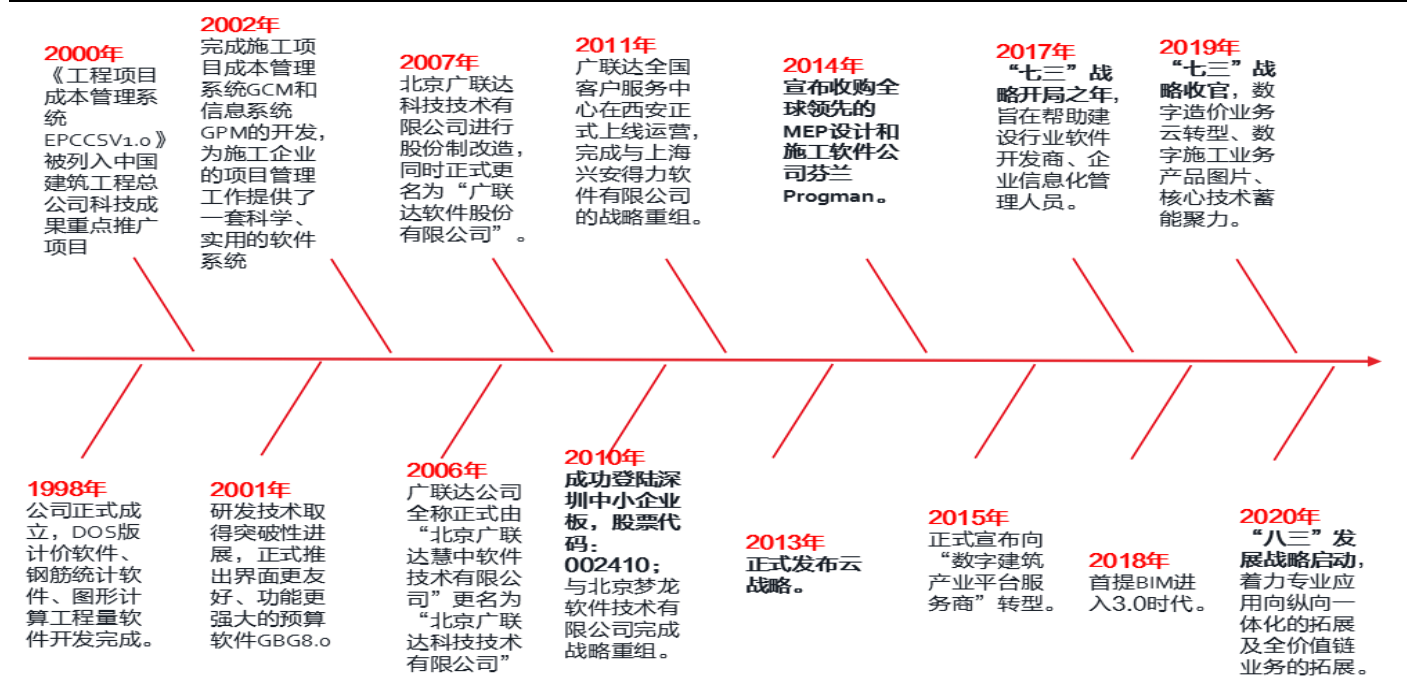 2000年
《工程项目
成本管理系
统
EPCCSV1.0》
被列入中国
建筑工程总
公司科技成
果重点推广
项目
2002年
完成施工项
目成本管理
系统GCM和
信息系统
GPM的开发，
为施工企业
的项目管理
工作提供了
一套科学、
实用的软件
系统
2007年
北京广联达
科技技术有
限公司进行
股份制改造，
同时正式更
名为“广联
达软件股份
有限公司”。
2011年
广联达全国
客户服务中
心在西安正
式上线运营，
完成与上海
兴安得力软
件有限公司
的战略重组。
2014年
宣布收购全
球领先的
MEP设计和
施工软件公
司芬兰
Progman。
2017年
“七三”战
略开局之年，
旨在帮助建
设行业软件
开发商、企
业信息化管
理人员。
2019年
“七三”战
略收官，数
字造价业务
云转型、数
字施工业务
产品图片、
核心技术蓄
能聚力。
1998年
公司正式成
立，DOS版
计价软件、
钢筋统计软
件、图形计
算工程量软
件开发完成。
2001年
研发技术取
得突破性进
展，正式推
出界面更友
好、功能更
强大的预算
软件GBG8.0
2006年
广联达公司
全称正式由
“北京广联
达慧中软件
技术有限公
司”更名为
“北京广联
达科技技术
有限公司”
2010年
成功登陆深
圳中小企业
板，股票代
码：
002410；
与北京梦龙
软件技术有
限公司完成
战略重组。
2013年
正式发布云
战略。
2015年
正式宣布向
“数字建筑
产业平台服
务商”转型。
2018年
首提BIM进
入3.0时代。
2020年
“八三”发
展战略启动，
着力专业应
用向纵向一
体化的拓展
及全价值链
业务的拓展。